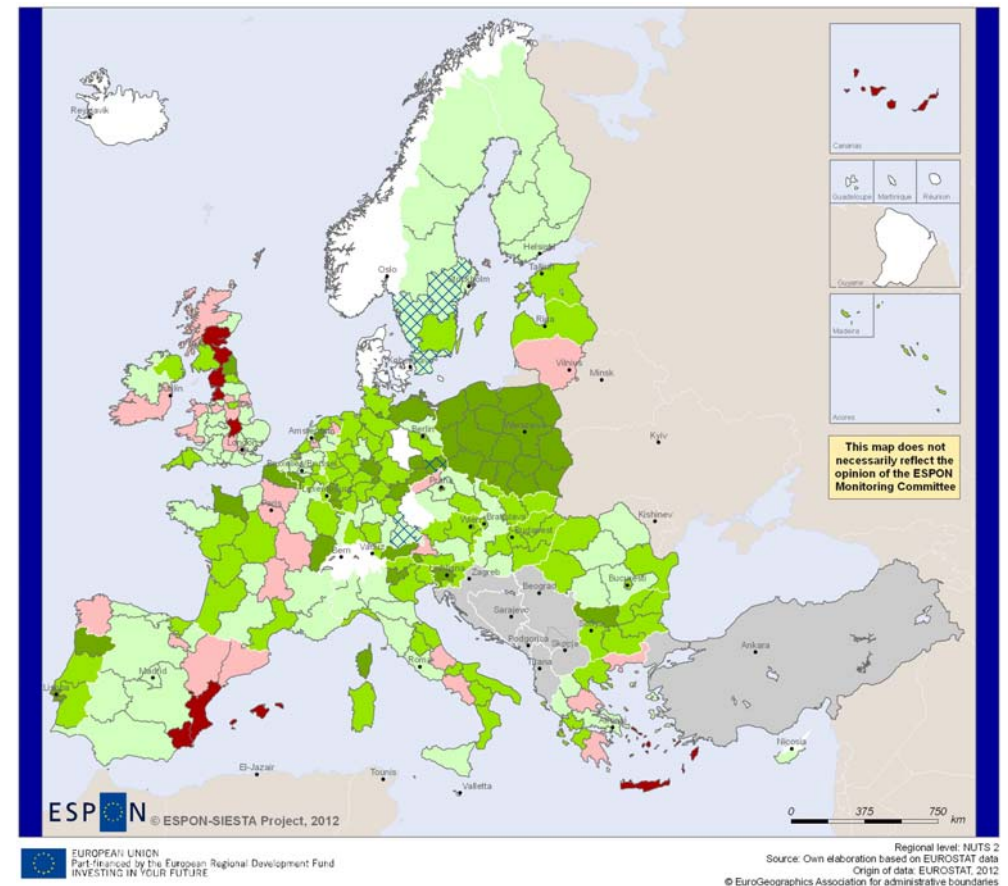 Reykjavik
Canarias
Guadeloupe
Martinique
Réunion
Guyane
Madeira
Acores
Oslo
Helsinki
Tallinn
Stockholm
Riga
Vilnius
Minsk
Dublin
London
Berlin
Warszawa
Kyiv
This map does not
necessarily reflect the
opinion of the ESPON
Monitoring Committee
Paris
Praha
Kishinev
Bern
Vaduz
Budapest
Ljubljana
Zagreb
Beograd
Bucuresti
Sarajevo
Podgorica
Skopje
Sofia
Tirana
Ankara
Madrid
Roma
Nicosia
El-Jazair
Tounis
Valletta
ESPON © ESPON-SIESTA Project, 2012
0 375 750
km
EUROPEAN UNION
Part-financed by the European Regional Development Fund
INVESTING IN YOUR FUTURE
Regional level: NUTS 2
Source: Own elaboration based on EUROSTAT data
Origin of data: EUROSTAT, 2012
© EuroGeographics Association for administrative boundaries